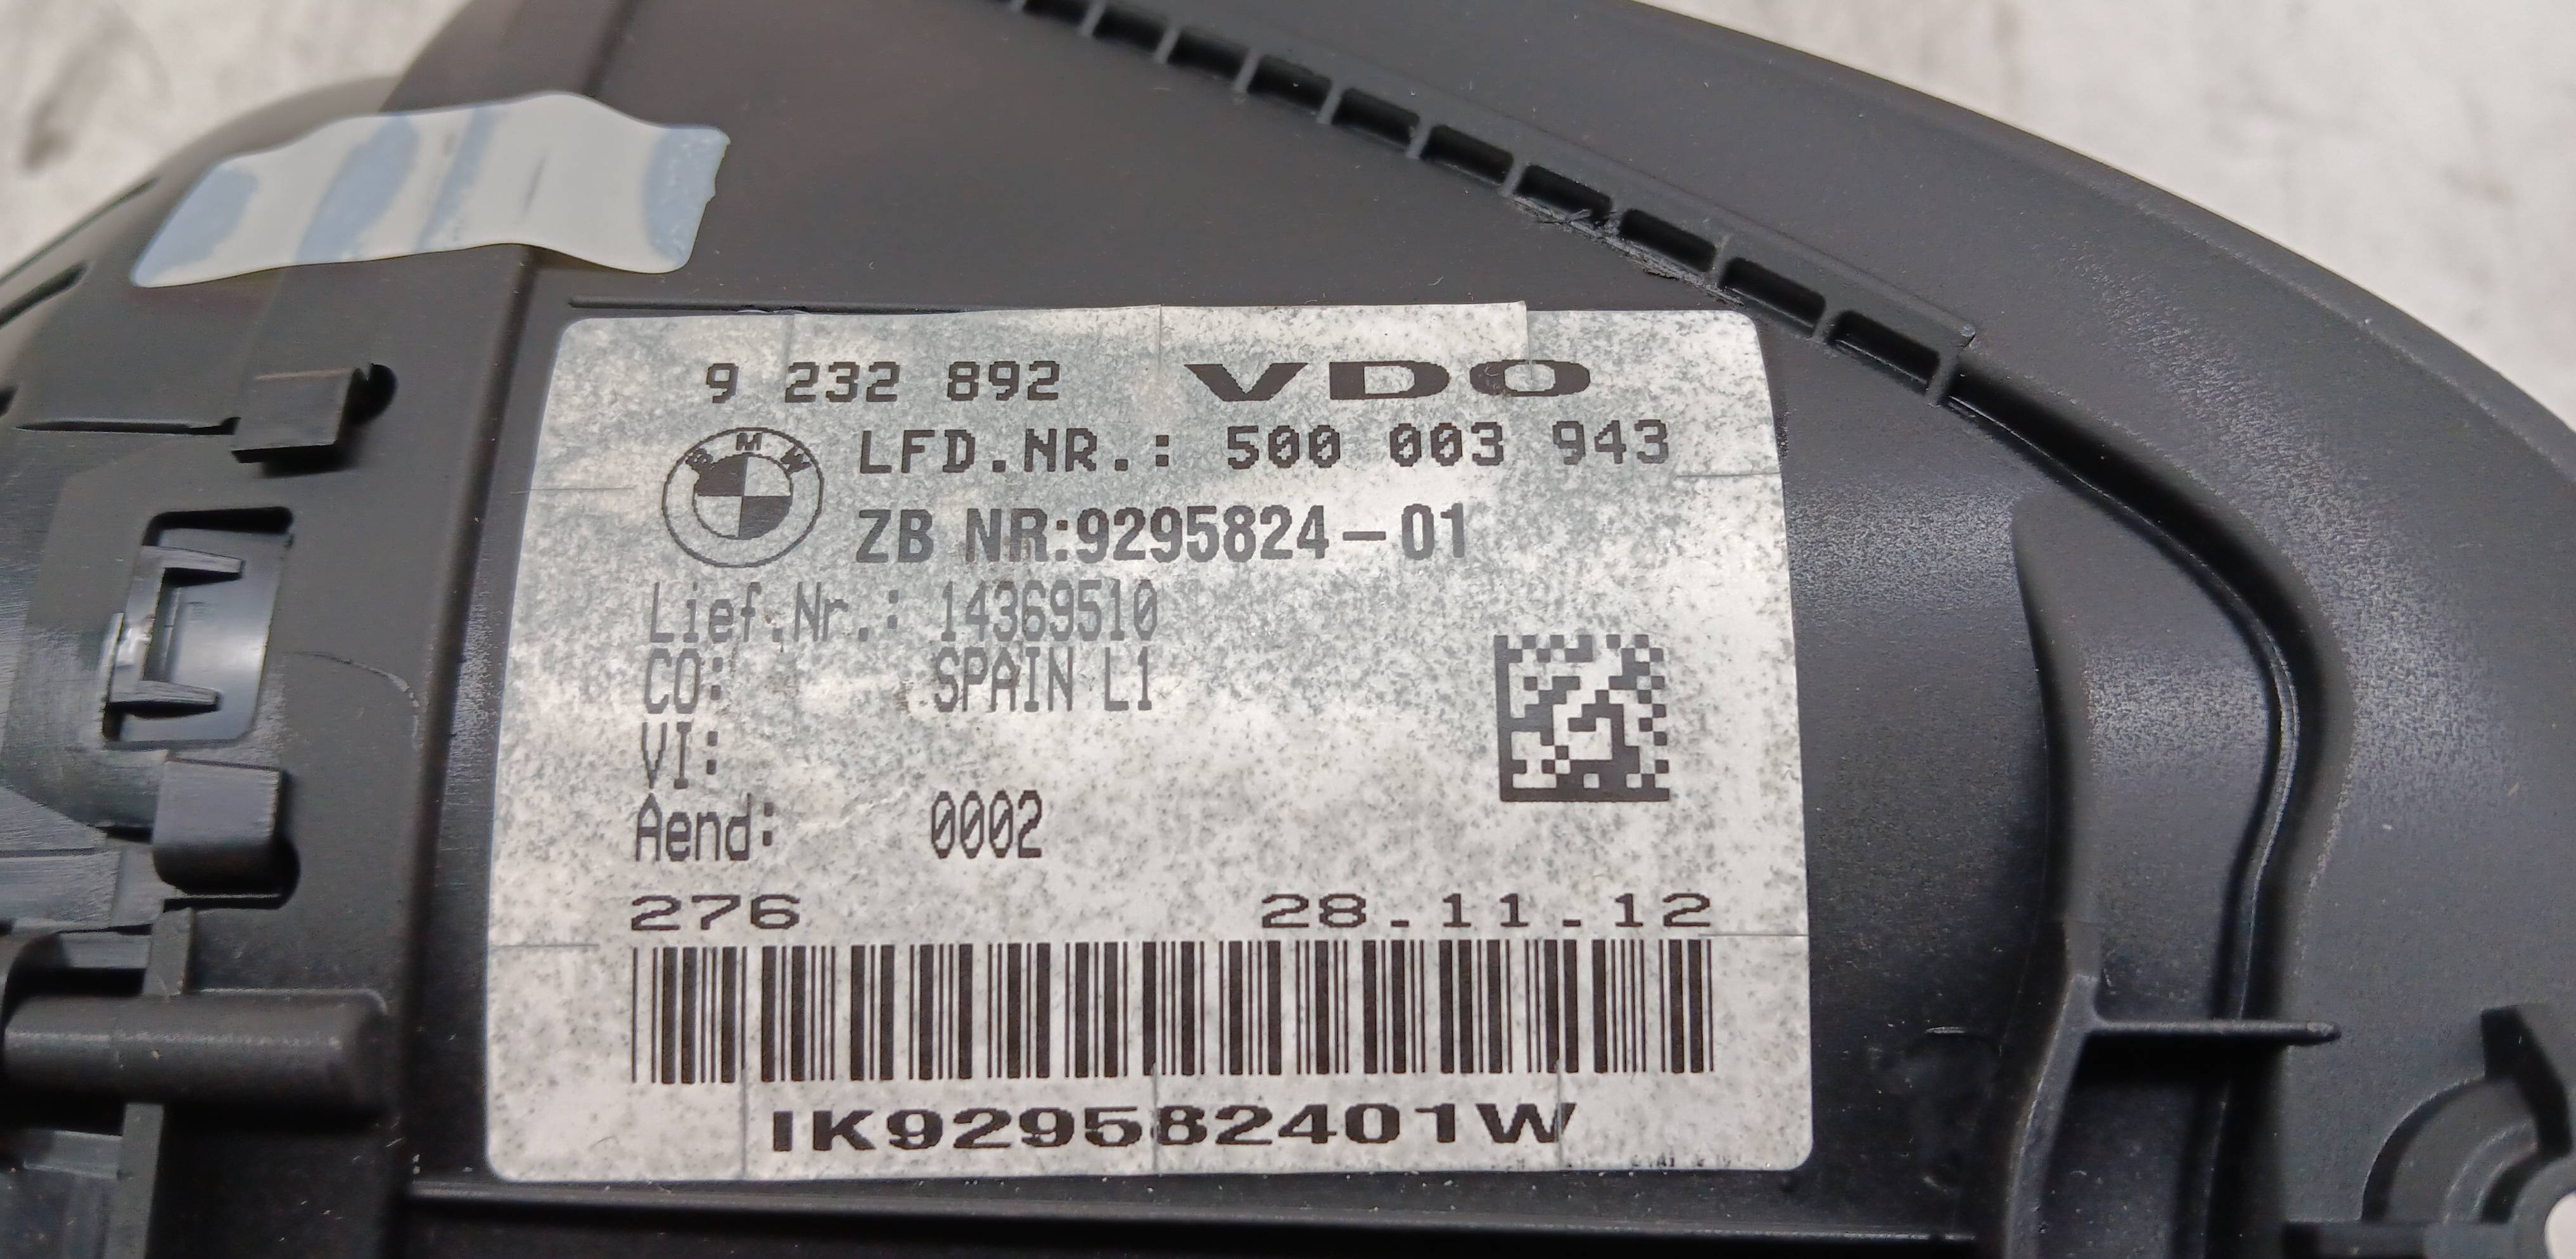 9 232 892 VDO
BMW
LFD.NR.: 500 003 943
ZB NR:9295824-01
Lief.Nr.: 14369510
CO: SPAIN L1
VI:
Aend: 0002
276 28.11.12
IK929582401W